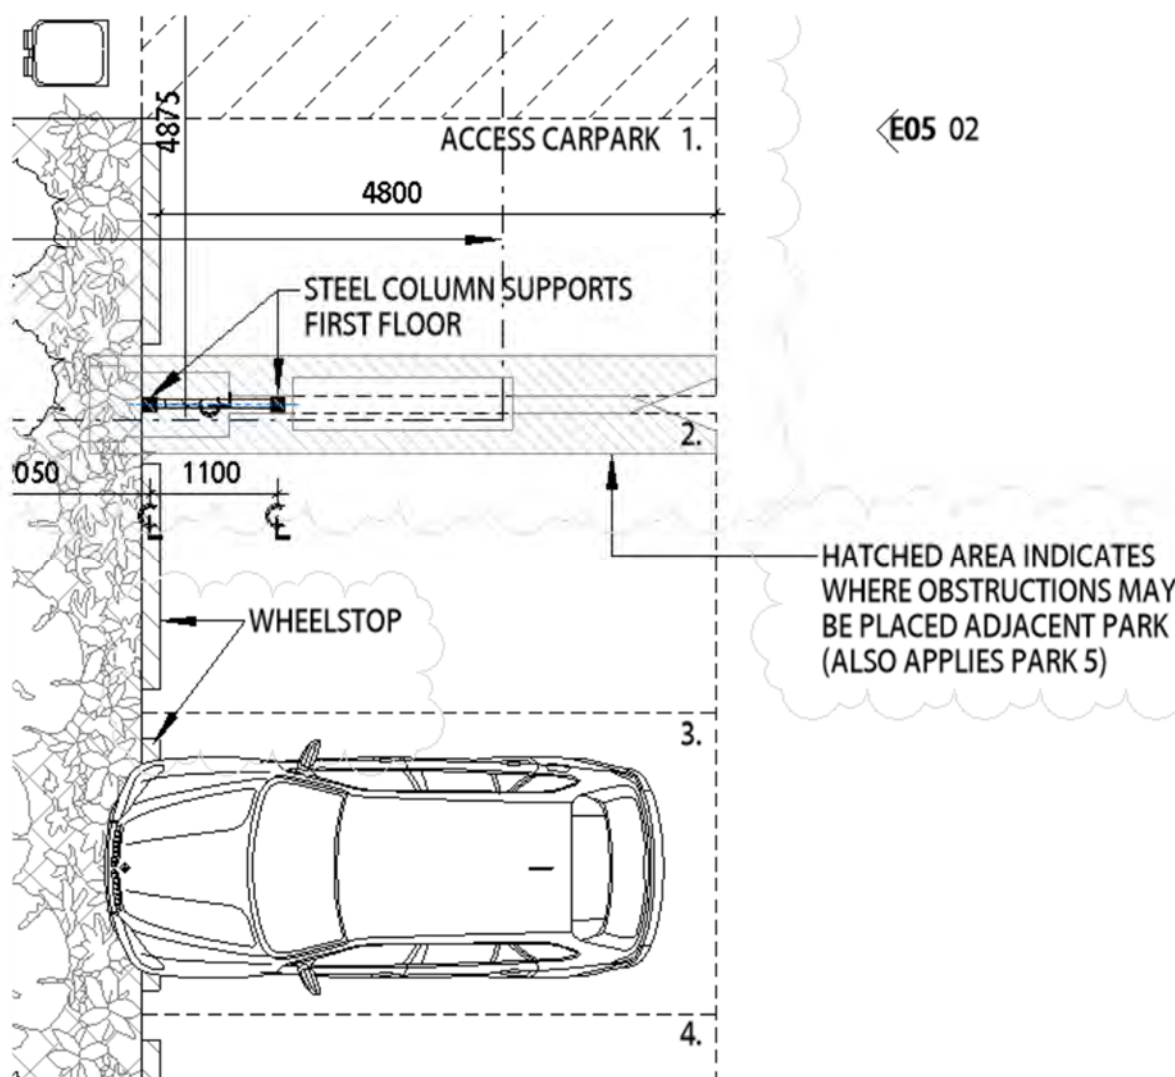 4875
ACCESS CARPARK 1.
E05 02
4800
STEEL COLUMN SUPPORTS
FIRST FLOOR
2.
050
1100
HATCHED AREA INDICATES
WHERE OBSTRUCTIONS MAY
BE PLACED ADJACENT PARK
(ALSO APPLIES PARK 5)
WHEELSTOP
3.
4.